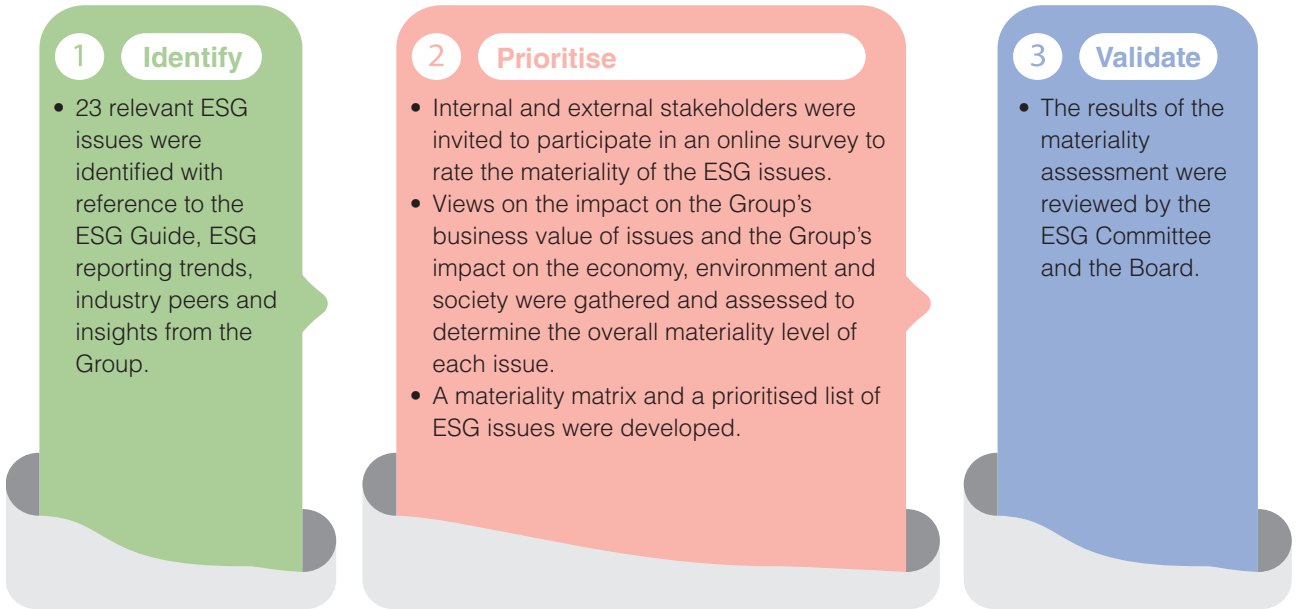 1 Identify
• 23 relevant ESG
issues were
identified with
reference to the
ESG Guide, ESG
reporting trends,
industry peers and
insights from the
Group.
2 Prioritise
• Internal and external stakeholders were
invited to participate in an online survey to
rate the materiality of the ESG issues.
• Views on the impact on the Group's
business value of issues and the Group's
impact on the economy, environment and
society were gathered and assessed to
determine the overall materiality level of
each issue.
• A materiality matrix and a prioritised list of
ESG issues were developed.
3 Validate
• The results of the
materiality
assessment were
reviewed by the
ESG Committee
and the Board.